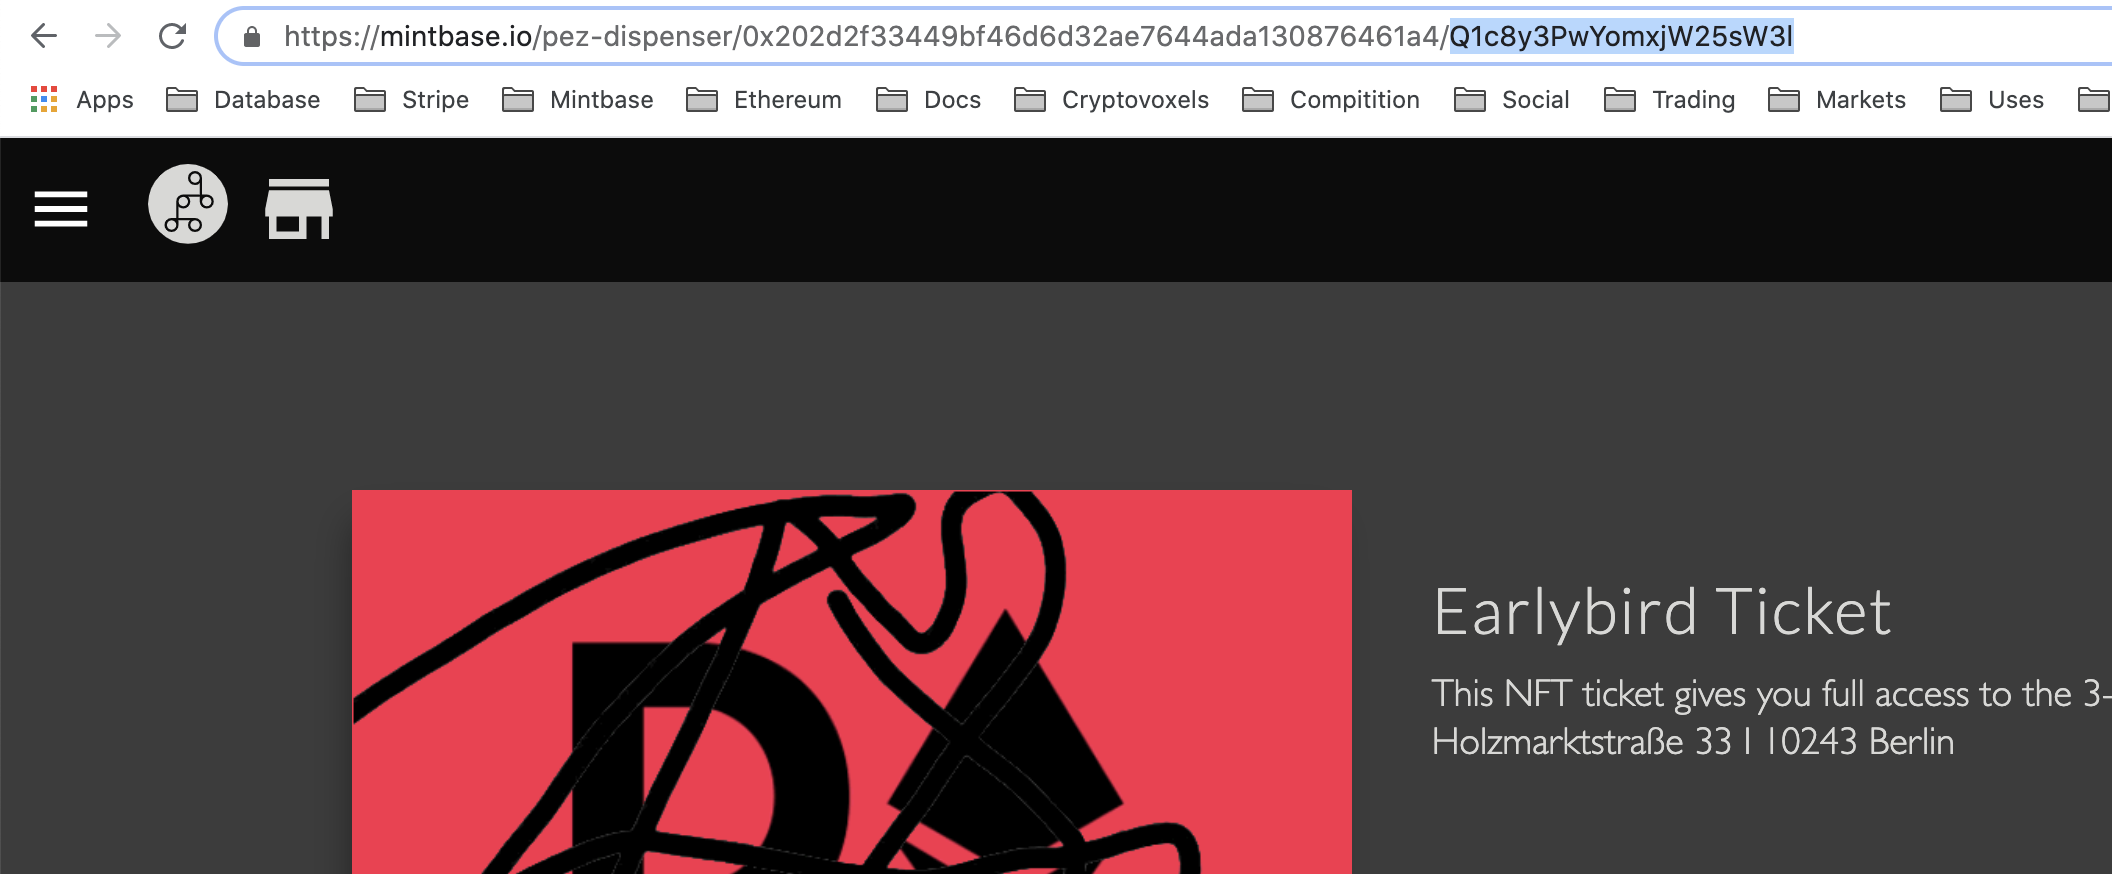 https://mintbase.io/pez-dispenser/0x202d2f33449bf46d6d32ae7644ada130876461a4/Q1c8y3PwYomxjW25sW3l
Apps Database Stripe Mintbase Ethereum Docs Cryptovoxels Compitition Social Trading Markets Uses
Earlybird Ticket
This NFT ticket gives you full access to the 3-
Holzmarktstraße 33 I 10243 Berlin